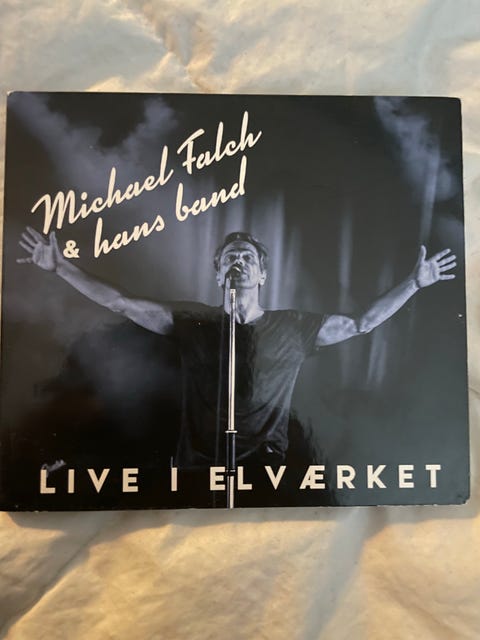 Michael Falch
& hans band
LIVE I ELVÆRKET